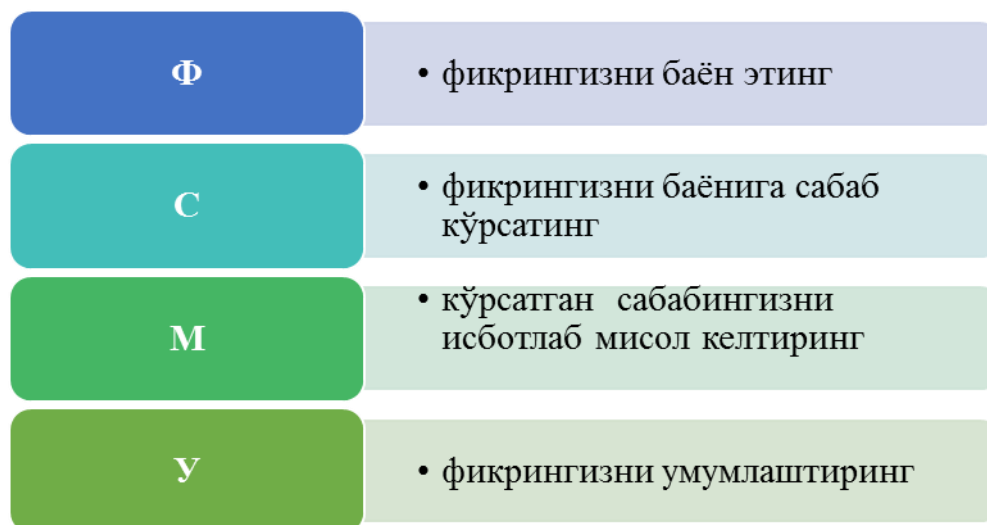 Ф
• фикрингизни баён этинг
С
• фикрингизни баёнига сабаб
кўрсатинг
М
• кўрсатган сабабингизни
исботлаб мисол келтиринг
У
• фикрингизни умумлаштиринг